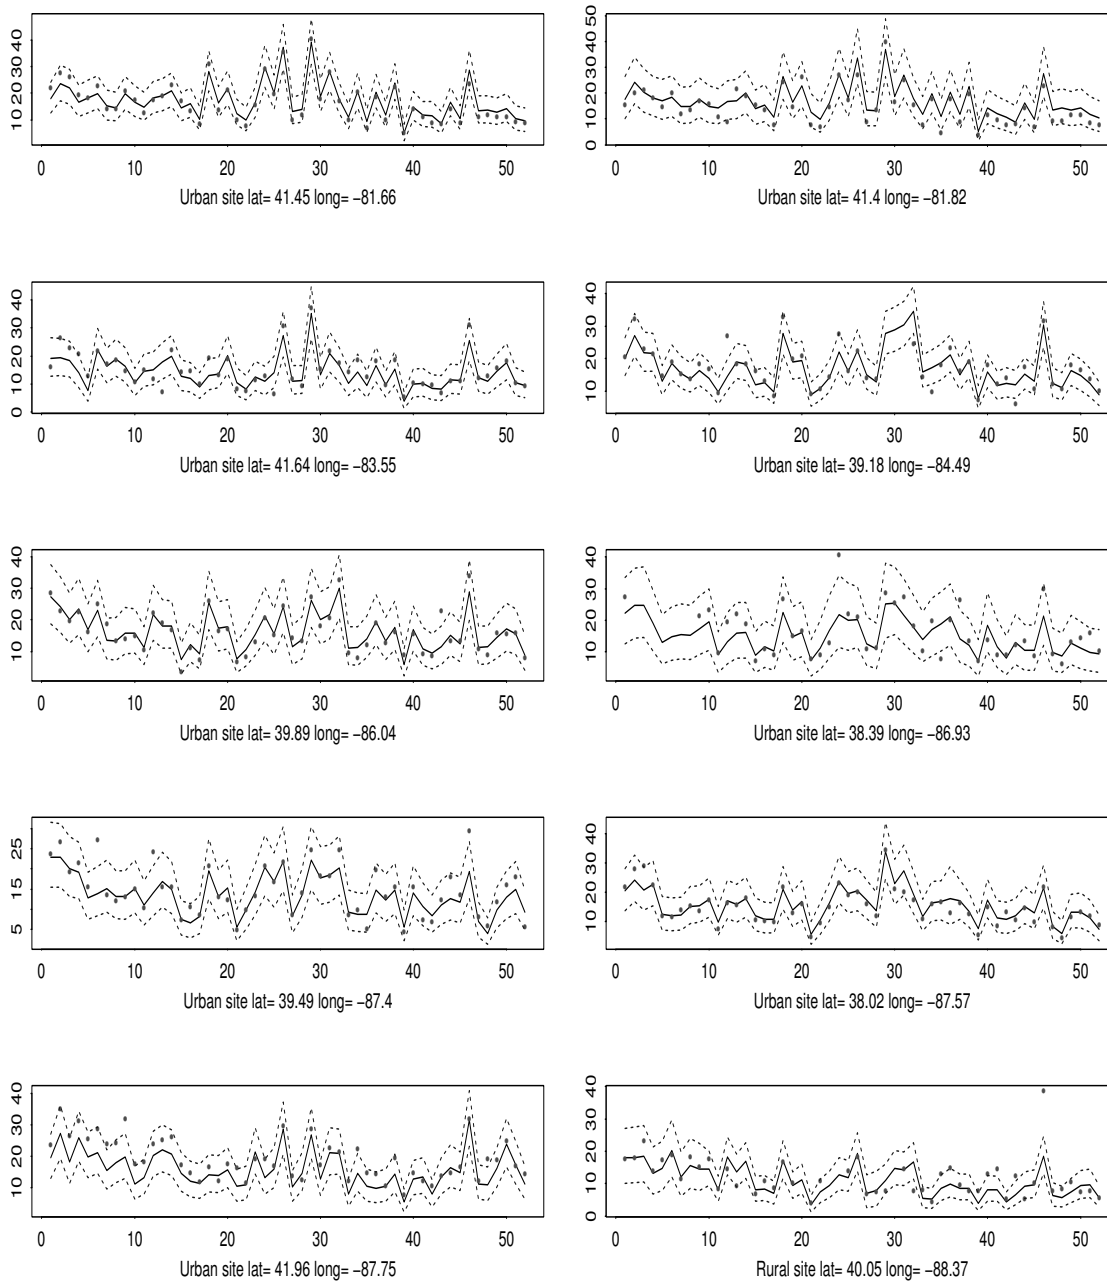 10 20 30 40
0 10 20 30 40 50
Urban site lat= 41.45 long= −81.66
0 10 20 30 40 50
0 10 20 30 40 50
Urban site lat= 41.4 long= −81.82
0 10 20 30 40
0 10 20 30 40 50
Urban site lat= 41.64 long= −83.55
10 20 30 40
0 10 20 30 40 50
Urban site lat= 39.18 long= −84.49
10 20 30 40
0 10 20 30 40 50
Urban site lat= 39.89 long= −86.04
10 20 30 40
0 10 20 30 40 50
Urban site lat= 38.39 long= −86.93
5 15 25
0 10 20 30 40 50
Urban site lat= 39.49 long= −87.4
10 20 30 40
0 10 20 30 40 50
Urban site lat= 38.02 long= −87.57
10 20 30 40
0 10 20 30 40 50
Urban site lat= 41.96 long= −87.75
0 10 20 30 40
0 10 20 30 40 50
Rural site lat= 40.05 long= −88.37